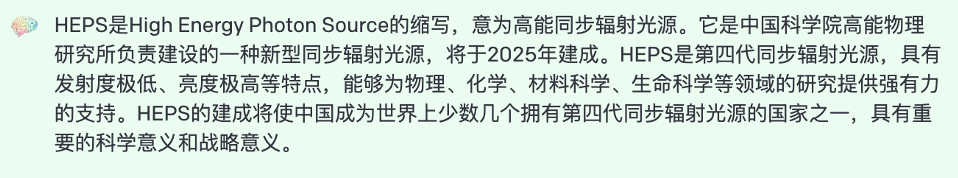 HEPS是High Energy Photon Source的缩写，意为高能同步辐射光源。它是中国科学院高能物理
研究所负责建设的一种新型同步辐射光源，将于2025年建成。HEPS是第四代同步辐射光源，具有
发射度极低、亮度极高等特点，能够为物理、化学、材料科学、生命科学等领域的研究提供强有力
的支持。HEPS的建成将使中国成为世界上少数几个拥有第四代同步辐射光源的国家之一，具有重
要的科学意义和战略意义。